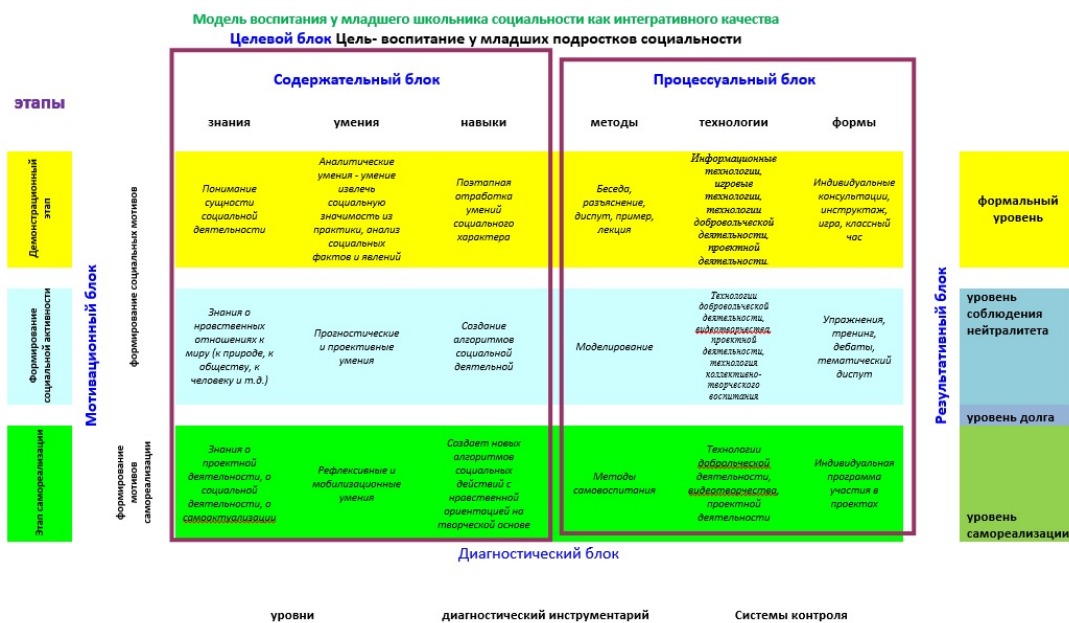 Модель воспитания у младшего школьника социальности как интегративного качества
Целевой блок Цель- воспитание у младших подростков социальности
Содержательный блок
Процессуальный блок
этапы
знания
умения
навыки
методы
технологии
формы
Демонстрационный
этап
Понимание
сущности
социальной
деятельности
Аналитические
умения - умение
извлечь
социальную
значимость из
практики, анализ
социальных
фактов и явлений
Поэтапная
отработка
умений
социального
характера
Беседа,
разъяснение,
диспут, пример,
лекция
Информационные
технологии,
игровые
технологии,
технологии
добровольческой
деятельности,
проектной
деятельности.
Индивидуальные
консультации,
инструктаж,
игра, классный
час
формальный
уровень
Мотивационный блок
формирование социальных мотивов
Формирование
социальной активности
Знания о
нравственных
отношениях к
миру (к природе, к
обществу, к
человеку и т.д.)
Прогностические
и проективные
умения
Создание
алгоритмов
социальной
деятельной
Моделирование
Технологии
добровольческой
деятельности,
видеотворчества,
проектной
деятельности,
технология
коллективно-
творческого
воспитания
Упражнения,
тренинг,
дебаты,
тематический
диспут
Результативный блок
уровень
соблюдения
нейтралитета
уровень долга
Этап самореализации
формирование
мотивов
самореализации
Знания о
проектной
деятельности, о
социальной
деятельности, о
самоактуализации
Рефлексивные и
мобилизационные
умения
Создает новых
алгоритмов
социальных
действий с
нравственной
ориентацией на
творческой основе
Методы
самовоспитания
Технологии
доброльческой
деятельности,
видеотворчества,
проектной
деятельности
Индивидуальная
программа
участия в
проектах
уровень
самореализации
Диагностический блок
уровни
диагностический инструментарий
Системы контроля